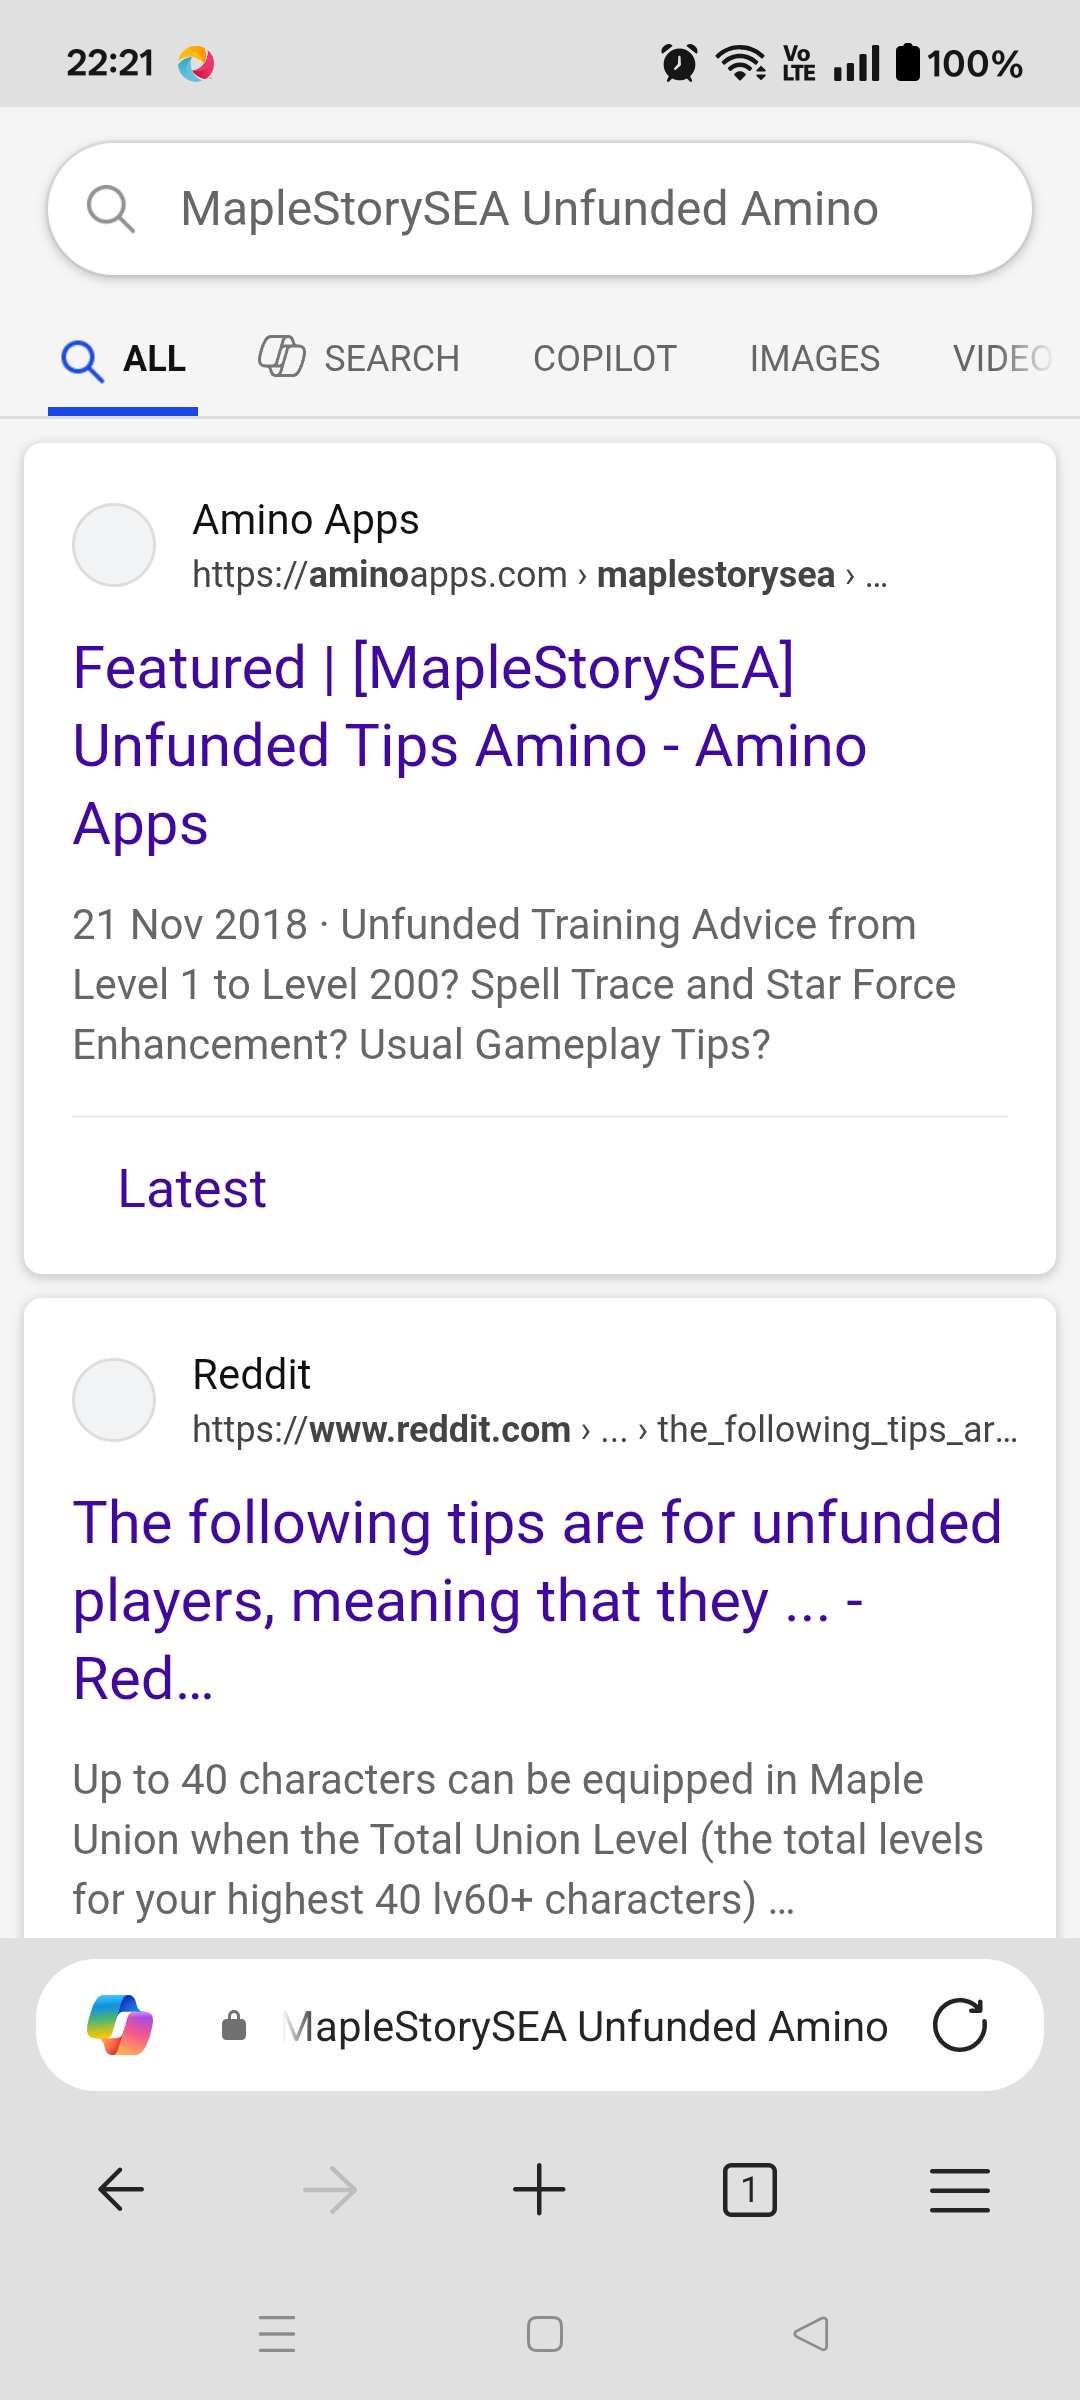 22:21
Vo LTE
100%
MapleStorySEA Unfunded Amino
ALL
SEARCH
COPILOT
IMAGES
VIDEO
Amino Apps
https://aminoapps.com › maplestorysea › ...
Featured | [MapleStorySEA]
Unfunded Tips Amino - Amino
Apps
21 Nov 2018 · Unfunded Training Advice from
Level 1 to Level 200? Spell Trace and Star Force
Enhancement? Usual Gameplay Tips?
Latest
Reddit
https://www.reddit.com › ... › the_following_tips_ar...
The following tips are for unfunded
players, meaning that they ... -
Red...
Up to 40 characters can be equipped in Maple
Union when the Total Union Level (the total levels
for your highest 40 lv60+ characters) ...
MapleStorySEA Unfunded Amino
1